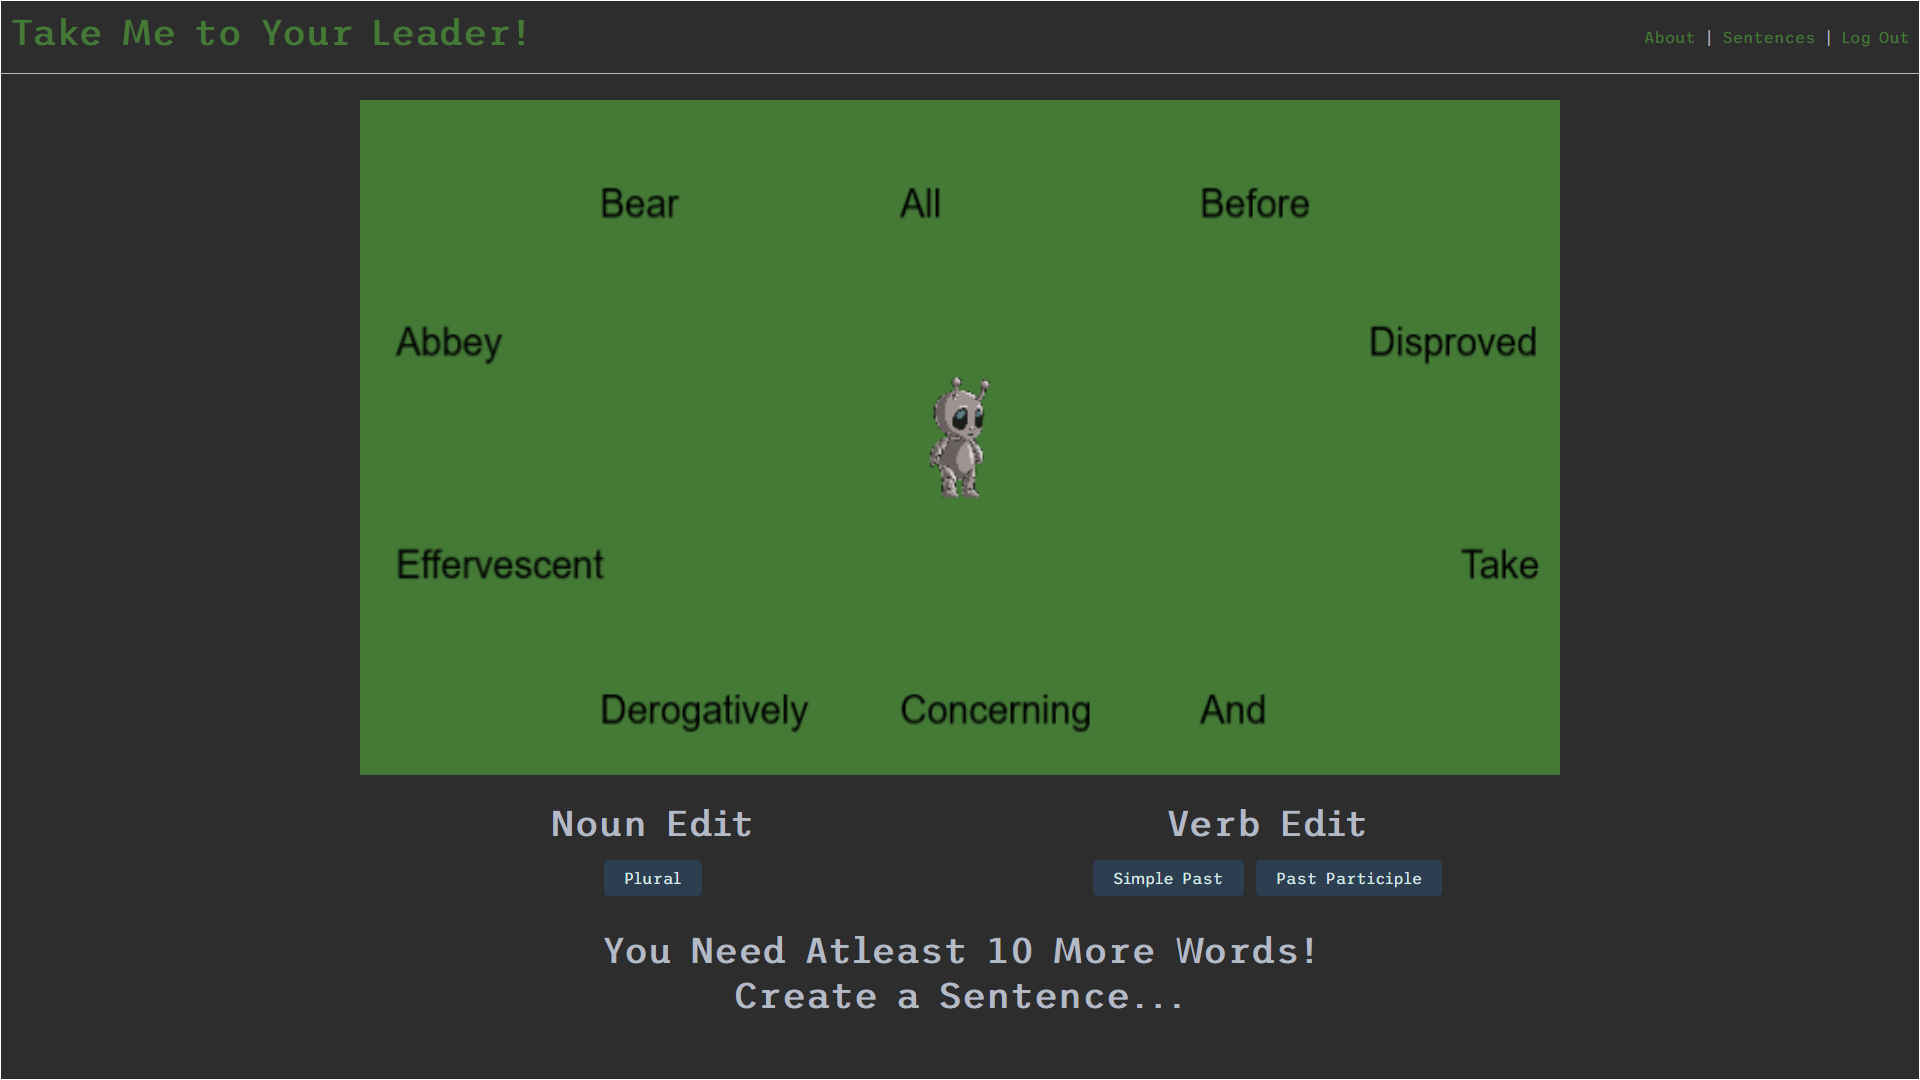 Take Me to Your Leader!
About | Sentences | Log Out
Bear All Before
Abbey Disproved
Effervescent Take
Derogatively Concerning And
Noun Edit Verb Edit
Plural Simple Past Past Participle
You Need Atleast 10 More Words!
Create a Sentence...